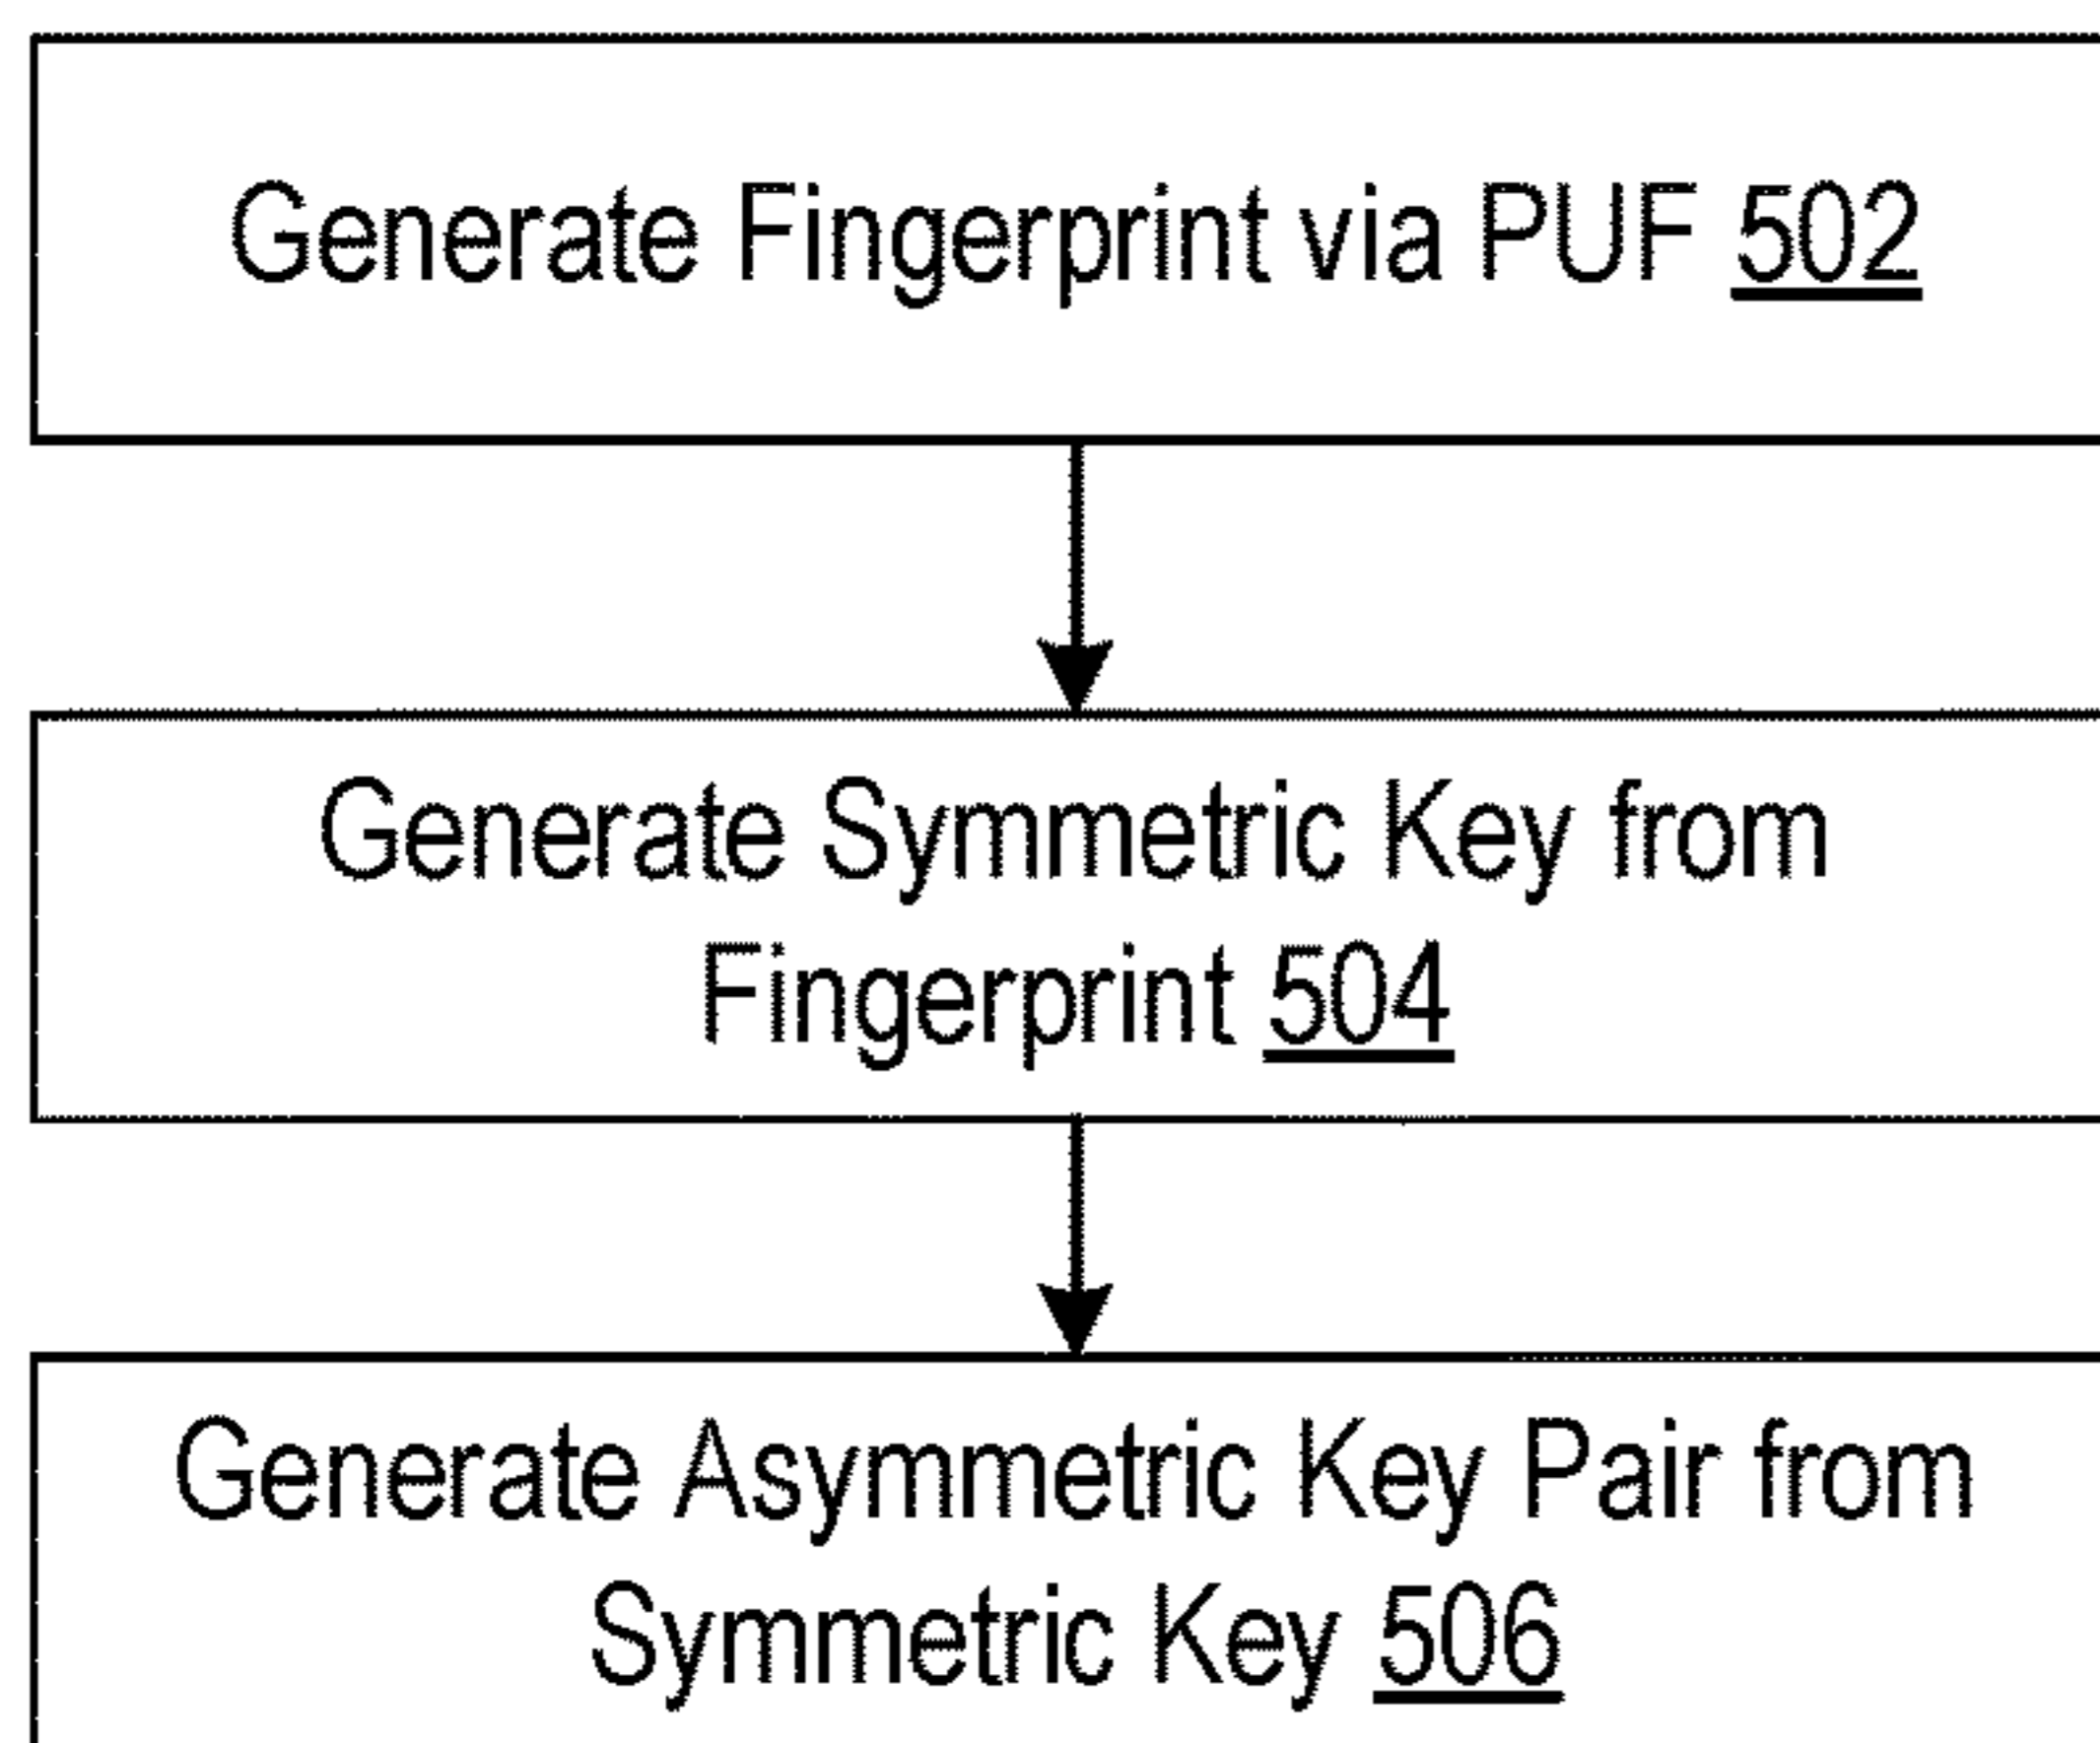 Generate Fingerprint via PUF 502
Generate Symmetric Key from
Fingerprint 504
Generate Asymmetric Key Pair from
Symmetric Key 506